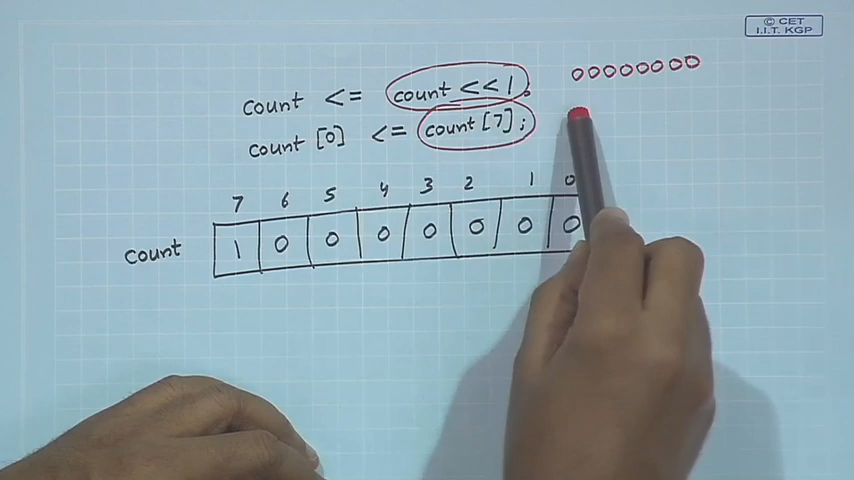 © CET
I.I.T. KGP
count <= count << 1; 00000000
count [0] <= count [7];
7 6 5 4 3 2 1 0
count 1 0 0 0 0 0 0 0